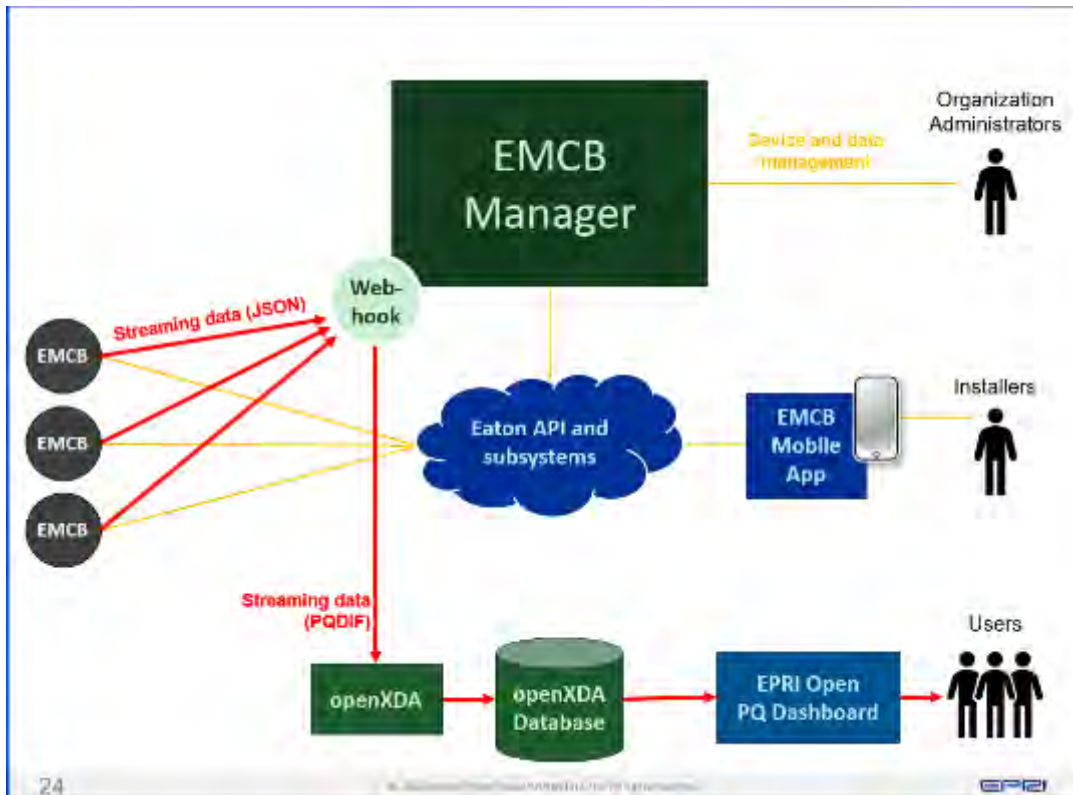 Organization
Administrators
EMCB
Manager
Device and data
management
Web-
hook
Streaming data (JSON)
EMCB
EMCB
EMCB
Eaton API and
subsystems
EMCB
Mobile
App
Installers
Streaming data
(PQDIF)
Users
openXDA
openXDA
Database
EPRI Open
PQ Dashboard
24
EPRI